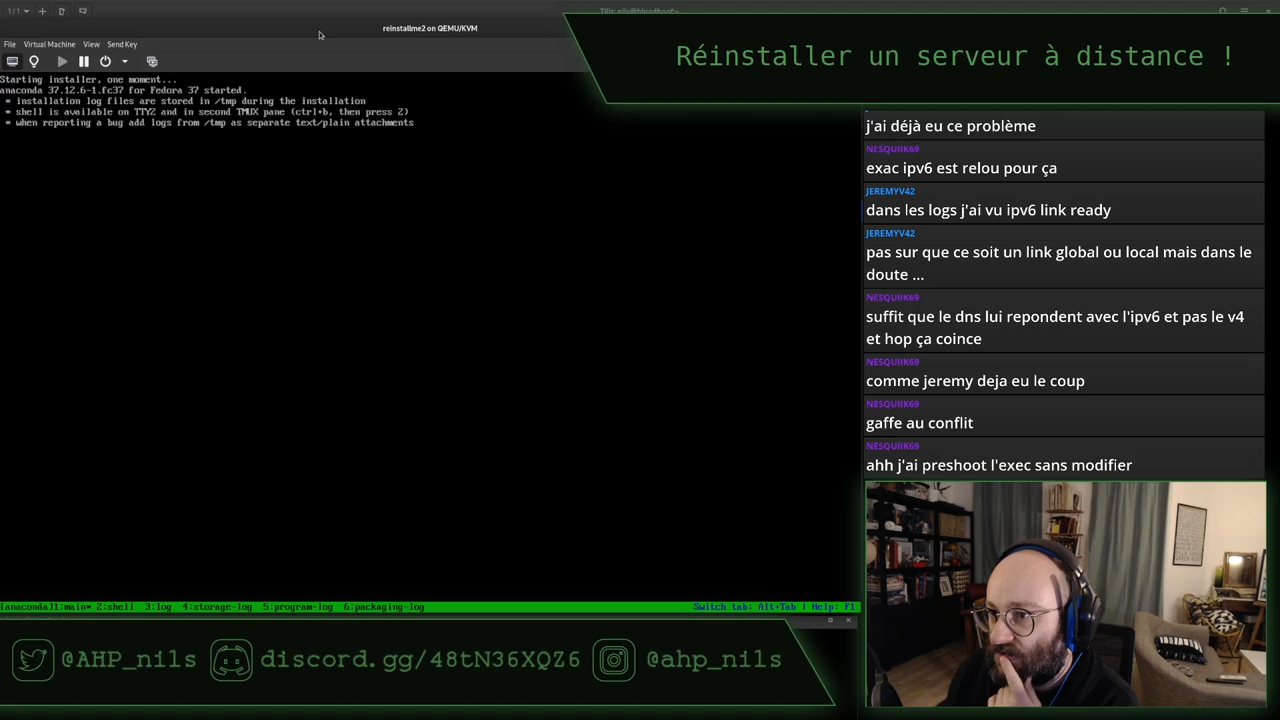 1/1
Tilix: nils@bloodhoof:~
reinstallme2 on QEMU/KVM
File Virtual Machine View Send Key
Starting installer, one moment...
anaconda 37.12.6-1.fc37 for Fedora 37 started.
* installation log files are stored in /tmp during the installation
* shell is available on TTY2 and in second TMUX pane (ctrl+b, then press 2)
* when reporting a bug add logs from /tmp as separate text/plain attachments
[anaconda]1:main* 2:shell 3:log 4:storage-log 5:program-log 6:packaging-log
Switch tab: Alt+Tab | Help: F1
Réinstaller un serveur à distance !
j'ai déjà eu ce problème
NESQUIIK69
exac ipv6 est relou pour ça
JEREMYV42
dans les logs j'ai vu ipv6 link ready
JEREMYV42
pas sur que ce soit un link global ou local mais dans le
doute ...
NESQUIIK69
suffit que le dns lui repondent avec l'ipv6 et pas le v4
et hop ça coince
NESQUIIK69
comme jeremy deja eu le coup
NESQUIIK69
gaffe au conflit
NESQUIIK69
ahh j'ai preshoot l'exec sans modifier
@AHP_nils
discord.gg/48tN36XQZ6
@ahp_nils